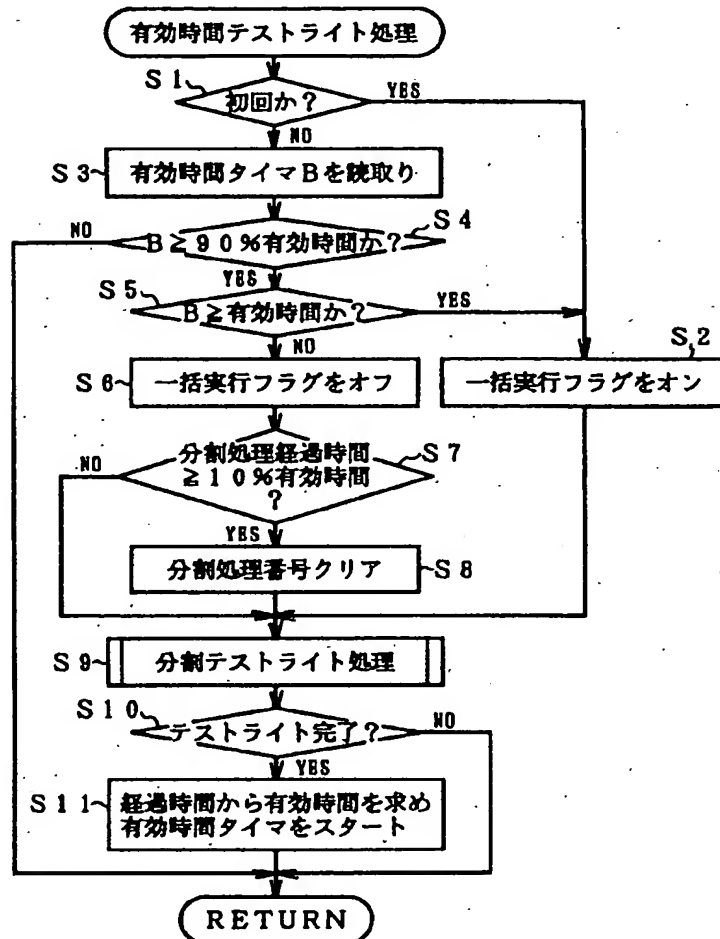 有効時間テストライト処理
S1
初回か?
YES
NO
S3
有効時間タイマBを読取り
S4
NO
B≧90%有効時間か?
YES
S5
B≧有効時間か?
YES
NO
S2
S6
一括実行フラグをオフ
一括実行フラグをオン
分割処理経過時間
≧10%有効時間
?
S7
NO
YES
分割処理番号クリア
S8
S9
分割テストライト処理
S10
テストライト完了?
NO
YES
S11
経過時間から有効時間を求め
有効時間タイマをスタート
RETURN